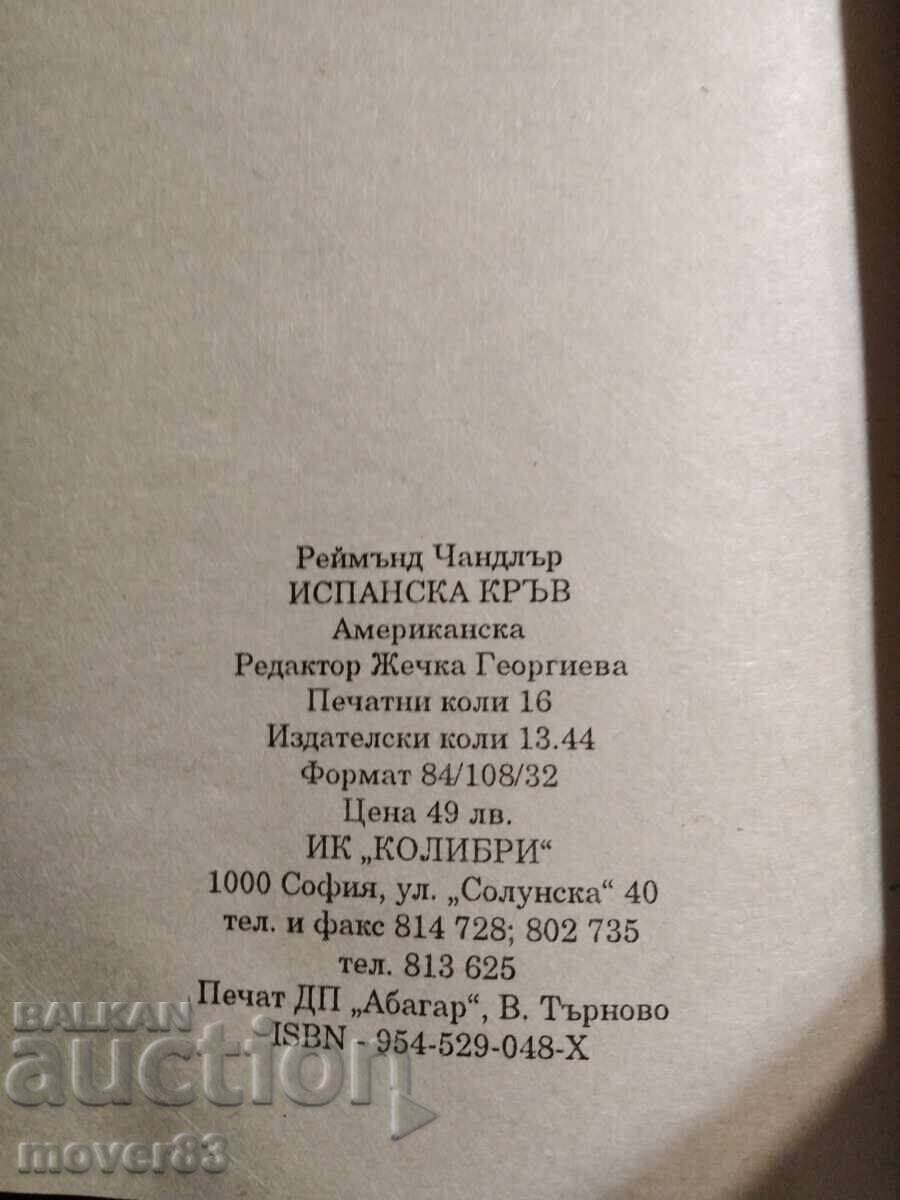 Реймънд Чандлър
ИСПАНСКА КРЪВ
Американска
Редактор Жечка Георгиева
Печатни коли 16
Издателски коли 13.44
Формат 84/108/32
Цена 49 лв.
ИК „КОЛИБРИ“
1000 София, ул. „Солунска“ 40
тел. и факс 814 728; 802 735
тел. 813 625
Печат ДП „Абагар“, В. Търново
ISBN - 954-529-048-X
BALKAN
auction
mover83